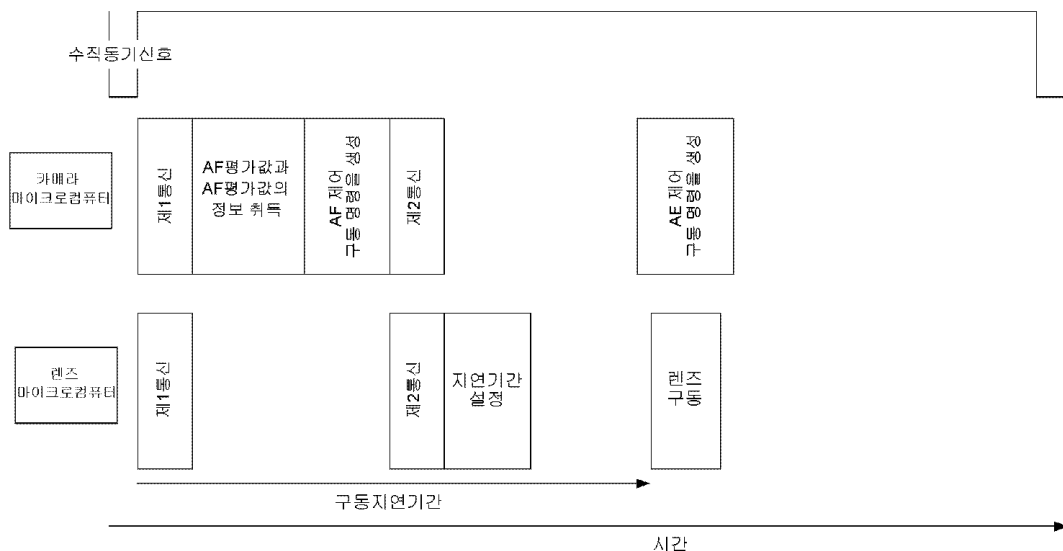 수직동기신호
카메라
마이크로컴퓨터
제1통신
AF평가값과
AF평가값의
정보 취득
AF 제어
구동 명령을 생성
제2통신
AE 제어
구동 명령을 생성
렌즈
마이크로컴퓨터
제1통신
제2통신
지연기간
설정
렌즈
구동
구동지연기간
시간